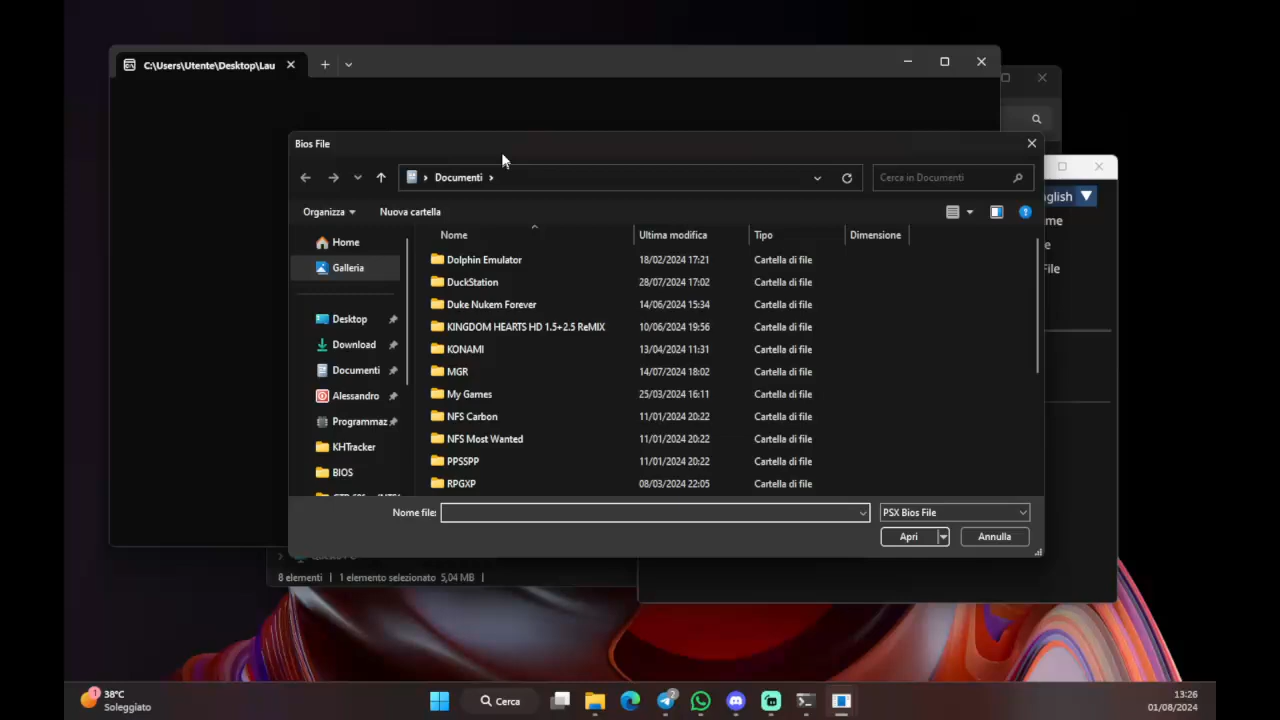 C:\Users\Utente\Desktop\Lau
Bios File
Documenti
Cerca in Documenti
nglish
Organizza
Nuova cartella
me
e
File
Nome
Ultima modifica
Tipo
Dimensione
Home
Galleria
Desktop
Download
Documenti
Alessandro
Programmaz
KHTracker
BIOS
Dolphin Emulator 18/02/2024 17:21 Cartella di file
DuckStation 28/07/2024 17:02 Cartella di file
Duke Nukem Forever 14/06/2024 15:34 Cartella di file
KINGDOM HEARTS HD 1.5+2.5 ReMIX 10/06/2024 19:56 Cartella di file
KONAMI 13/04/2024 11:31 Cartella di file
MGR 14/07/2024 18:02 Cartella di file
My Games 25/03/2024 16:11 Cartella di file
NFS Carbon 11/01/2024 20:22 Cartella di file
NFS Most Wanted 11/01/2024 20:22 Cartella di file
PPSSPP 11/01/2024 20:22 Cartella di file
RPGXP 08/03/2024 22:05 Cartella di file
Nome file:
PSX Bios File
Apri
Annulla
8 elementi
1 elemento selezionato 5,04 MB
1
38°C
Soleggiato
Cerca
2
13:26
01/08/2024